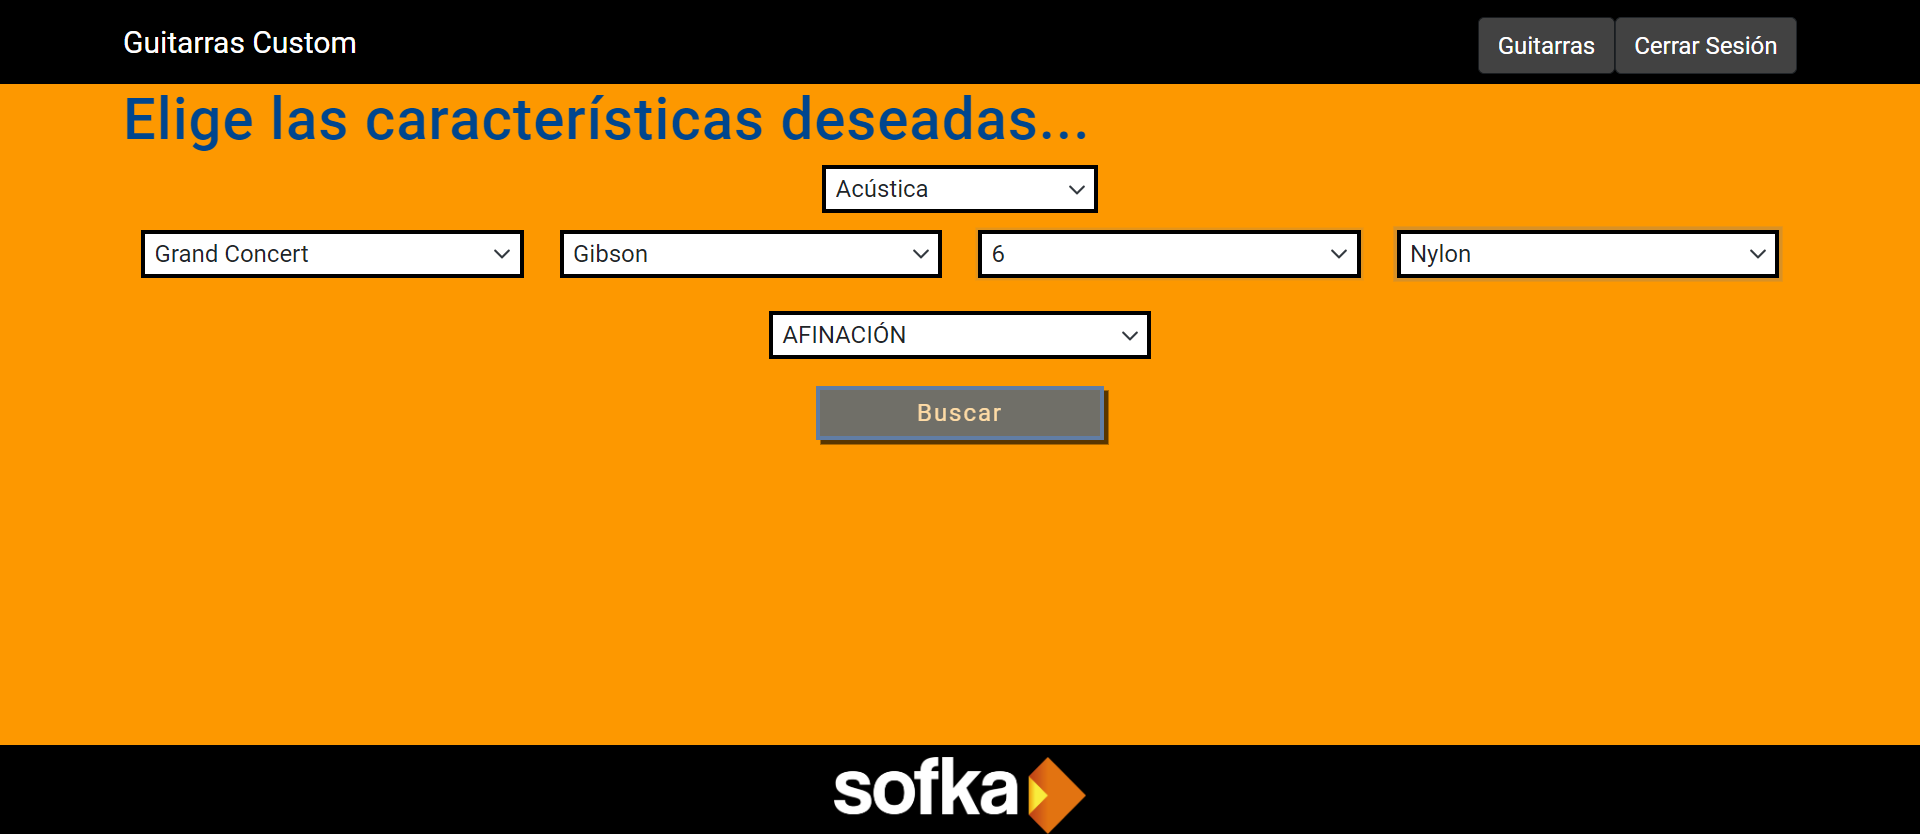 Guitarras Custom
Guitarras
Cerrar Sesión
Elige las características deseadas...
Acústica
Grand Concert
Gibson
6
Nylon
AFINACIÓN
Buscar
sofka